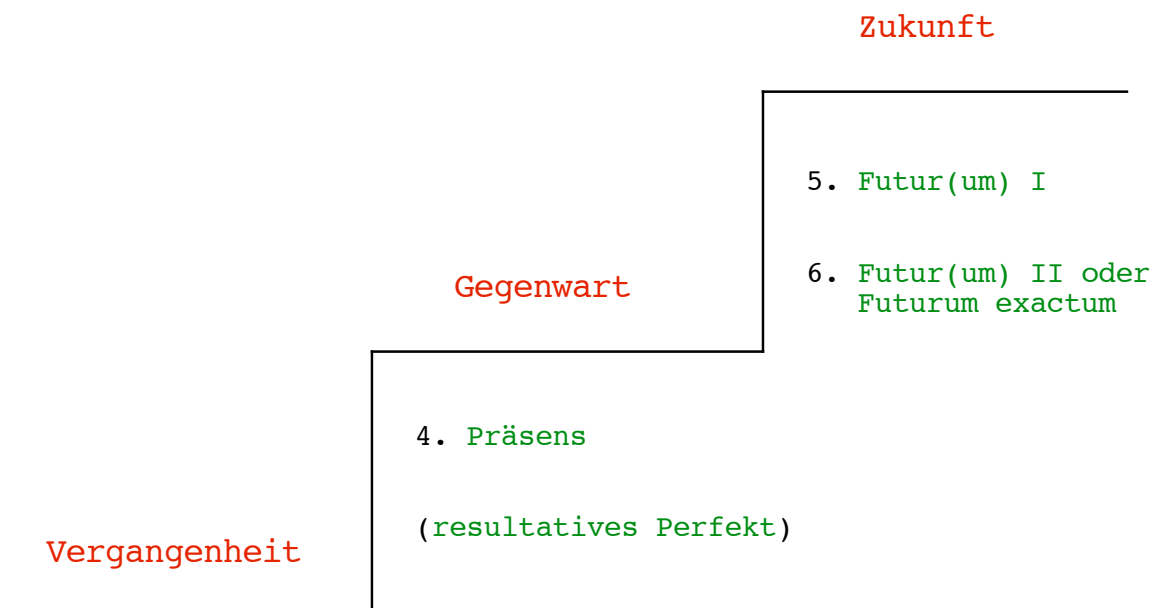 Zukunft
5. Futur(um) I
6. Futur(um) II oder
Futurum exactum
Gegenwart
4. Präsens
(resultatives Perfekt)
Vergangenheit